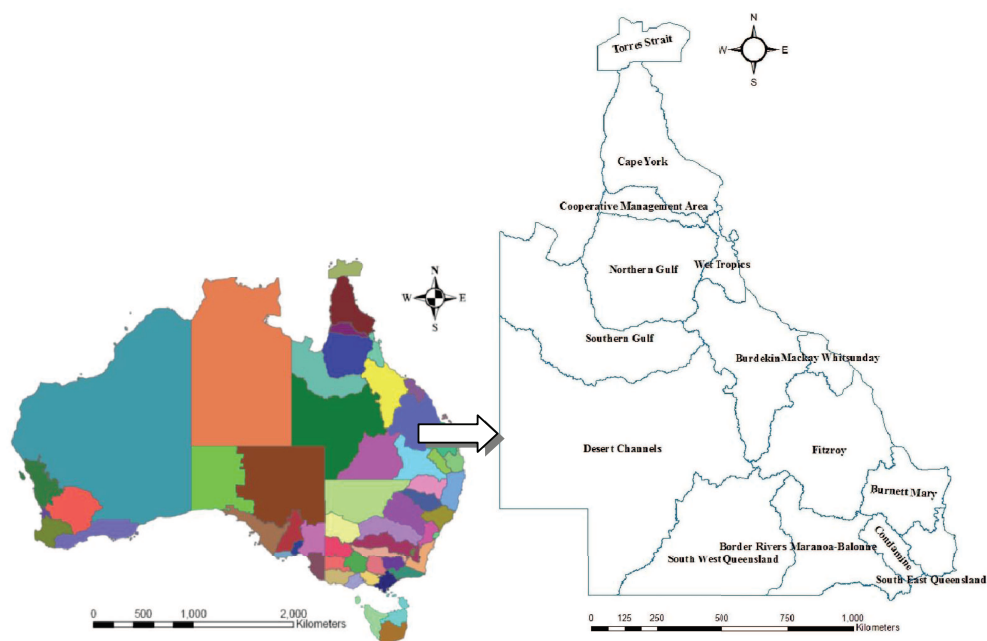 N
W E
S
0 500 1,000 2,000
Kilometers
N
W E
S
Torres Strait
Cape York
Cooperative Management Area
Northern Gulf
Wet Tropics
Southern Gulf
Burdekin
Mackay Whitsunday
Desert Channels
Fitzroy
Burnett Mary
Border Rivers Maranoa-Balonne
South West Queensland
Condamine
South East Queensland
0 125 250 500 750 1,000
Kilometers